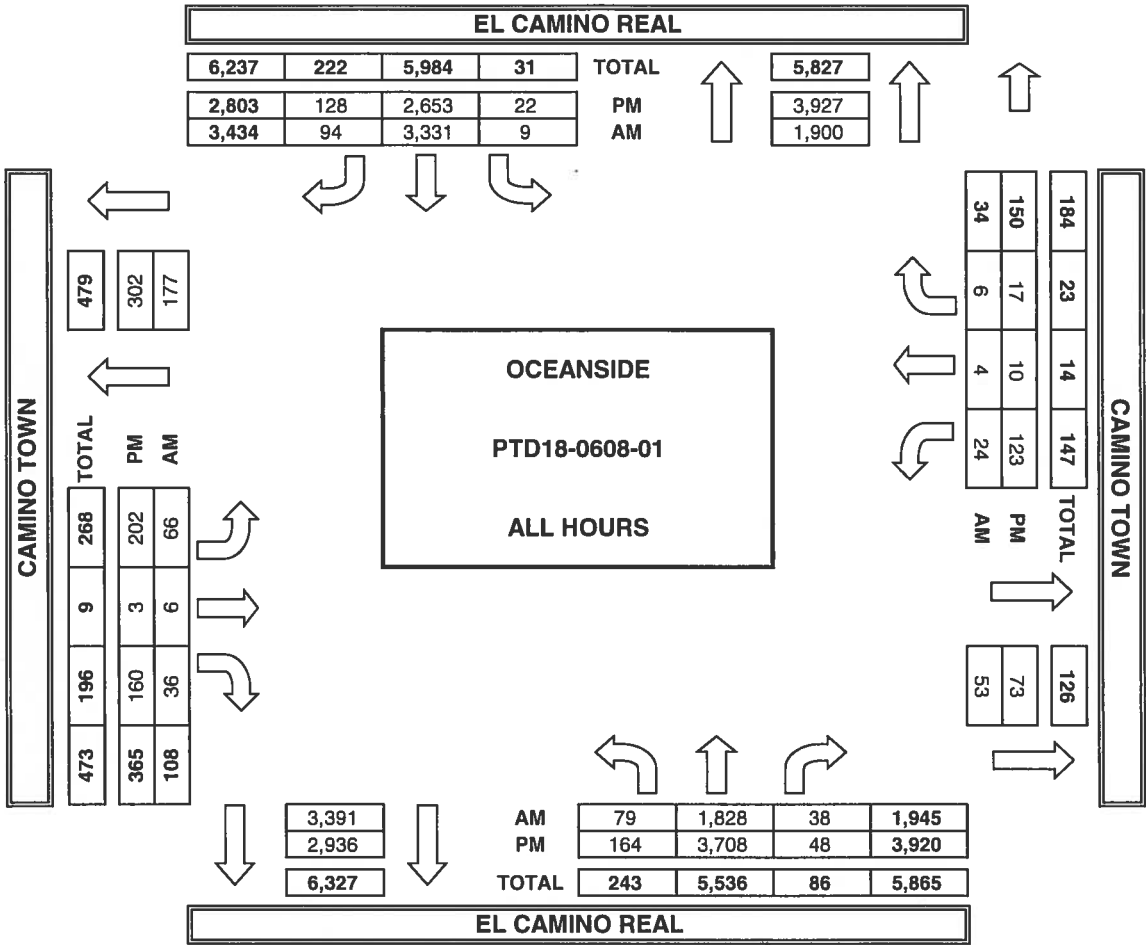 EL CAMINO REAL
6,237 222 5,984 31 TOTAL 5,827
2,803 128 2,653 22 PM 3,927
3,434 94 3,331 9 AM 1,900
CAMINO TOWN
479 302 177
TOTAL PM AM
268 202 66
9 3 6
196 160 36
473 365 108
OCEANSIDE
PTD18-0608-01
ALL HOURS
34 150 184
6 17 23
4 10 14
24 123 147
AM PM TOTAL
53 73 126
CAMINO TOWN
3,391 AM 79 1,828 38 1,945
2,936 PM 164 3,708 48 3,920
6,327 TOTAL 243 5,536 86 5,865
EL CAMINO REAL